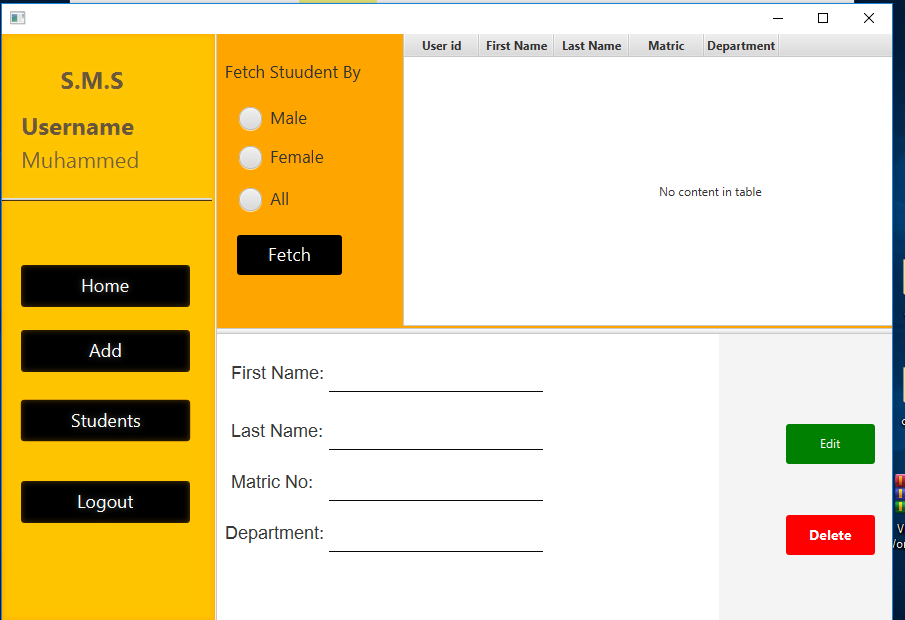 S.M.S
Username
Muhammed
Home
Add
Students
Logout
Fetch Stuudent By
Male
Female
All
Fetch
User id First Name Last Name Matric Department
No content in table
First Name:
Last Name:
Matric No:
Department:
Edit
Delete